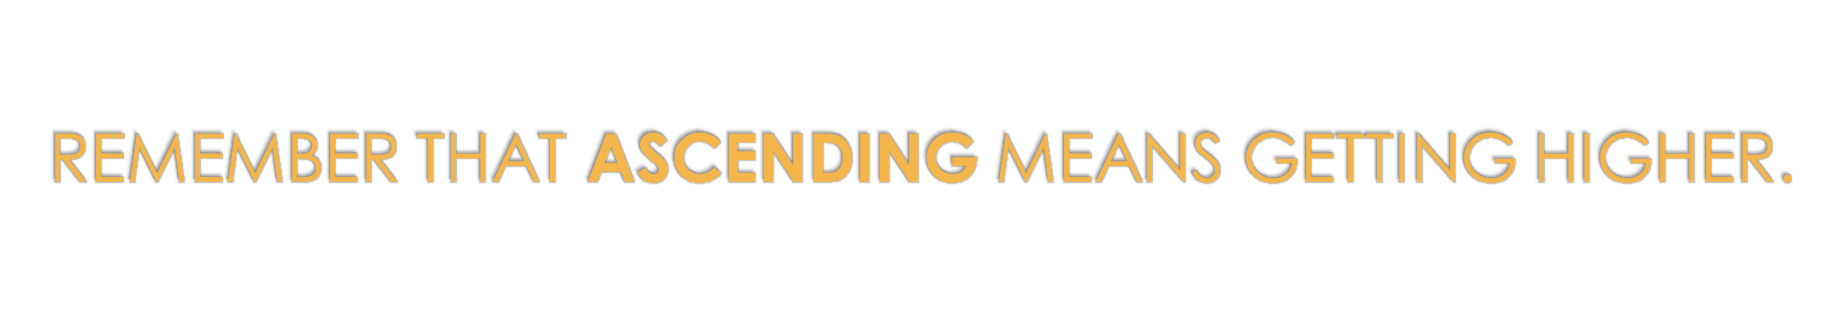 REMEMBER THAT ASCENDING MEANS GETTING HIGHER.